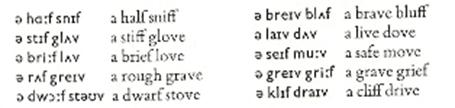 ə hɑːf snɪf a half sniff
ə stɪf glʌv a stiff glove
ə briːf lʌv a brief love
ə rʌf greɪv a rough grave
ə dwɔːf stəʊv a dwarf stove
ə breɪv blʌf a brave bluff
ə laɪv dʌv a live dove
ə seɪf muːv a safe move
ə greɪv griːf a grave grief
ə klɪf draɪv a cliff drive